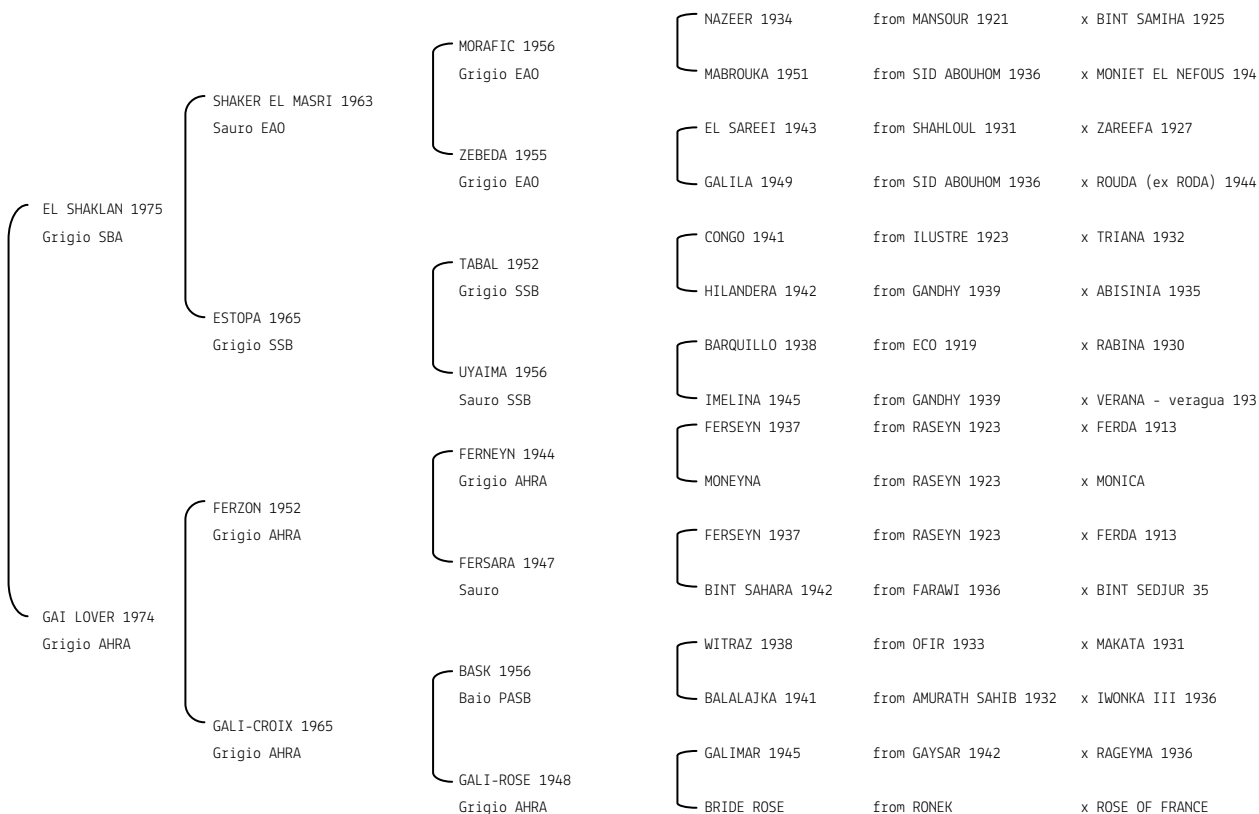 NAZEER 1934 from MANSOUR 1921 x BINT SAMIHA 1925
MORAFIC 1956
Grigio EAO MABROUKA 1951 from SID ABOUHOM 1936 x MONIET EL NEFOUS 194
SHAKER EL MASRI 1963
Sauro EAO EL SAREEI 1943 from SHAHLOUL 1931 x ZAREEFA 1927
ZEBEDA 1955
Grigio EAO GALILA 1949 from SID ABOUHOM 1936 x ROUDA (ex RODA) 1944
EL SHAKLAN 1975
Grigio SBA CONGO 1941 from ILUSTRE 1923 x TRIANA 1932
TABAL 1952
Grigio SSB HILANDERA 1942 from GANDHY 1939 x ABISINIA 1935
ESTOPA 1965
Grigio SSB BARQUILLO 1938 from ECO 1919 x RABINA 1930
UYAIMA 1956
Sauro SSB IMELINA 1945 from GANDHY 1939 x VERANA - veragua 193
FERSEYN 1937 from RASEYN 1923 x FERDA 1913
FERNEYN 1944
Grigio AHRA MONEYNA from RASEYN 1923 x MONICA
FERZON 1952
Grigio AHRA FERSEYN 1937 from RASEYN 1923 x FERDA 1913
FERSARA 1947
Sauro BINT SAHARA 1942 from FARAWI 1936 x BINT SEDJUR 35
GAI LOVER 1974
Grigio AHRA WITRAZ 1938 from OFIR 1933 x MAKATA 1931
BASK 1956
Baio PASB BALALAJKA 1941 from AMURATH SAHIB 1932 x IWONKA III 1936
GALI-CROIX 1965
Grigio AHRA GALIMAR 1945 from GAYSAR 1942 x RAGEYMA 1936
GALI-ROSE 1948
Grigio AHRA BRIDE ROSE from RONEK x ROSE OF FRANCE